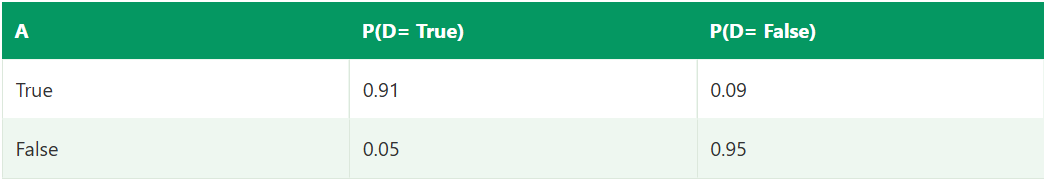 A P(D= True) P(D= False)
True 0.91 0.09
False 0.05 0.95